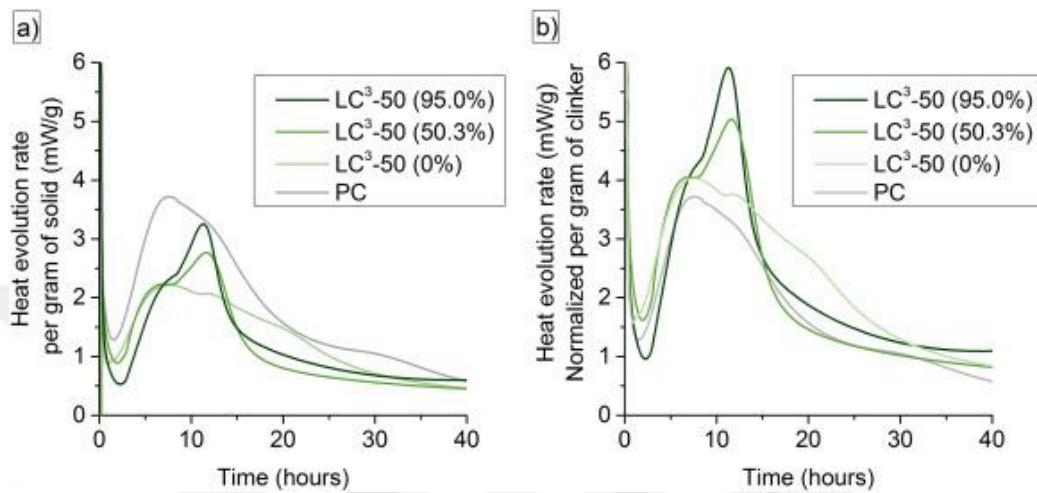 a)
Heat evolution rate
per gram of solid (mW/g)
6
5
4
3
2
1
0
LC³-50 (95.0%)
LC³-50 (50.3%)
LC³-50 (0%)
PC
0 10 20 30 40
Time (hours)
b)
Heat evolution rate (mW/g)
Normalized per gram of clinker
6
5
4
3
2
1
0
LC³-50 (95.0%)
LC³-50 (50.3%)
LC³-50 (0%)
PC
0 10 20 30 40
Time (hours)